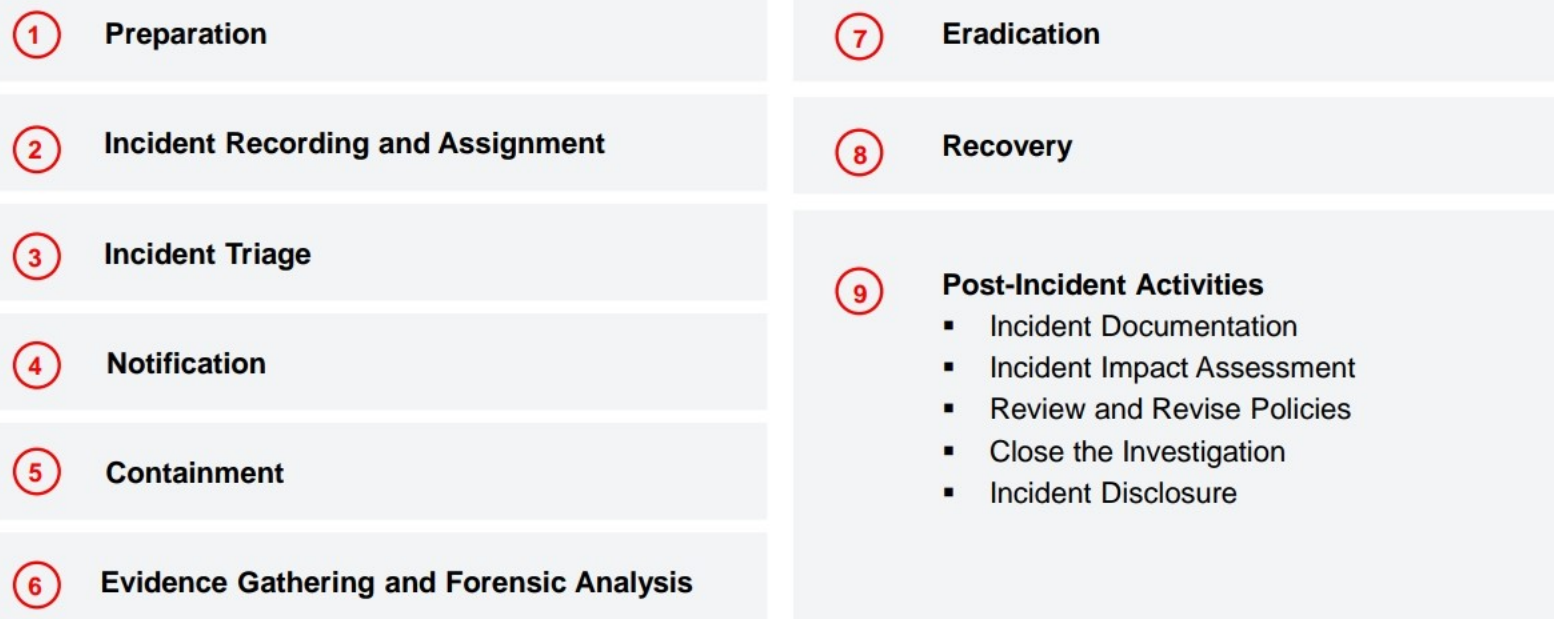 1 Preparation
2 Incident Recording and Assignment
3 Incident Triage
4 Notification
5 Containment
6 Evidence Gathering and Forensic Analysis
7 Eradication
8 Recovery
9 Post-Incident Activities
▪ Incident Documentation
▪ Incident Impact Assessment
▪ Review and Revise Policies
▪ Close the Investigation
▪ Incident Disclosure